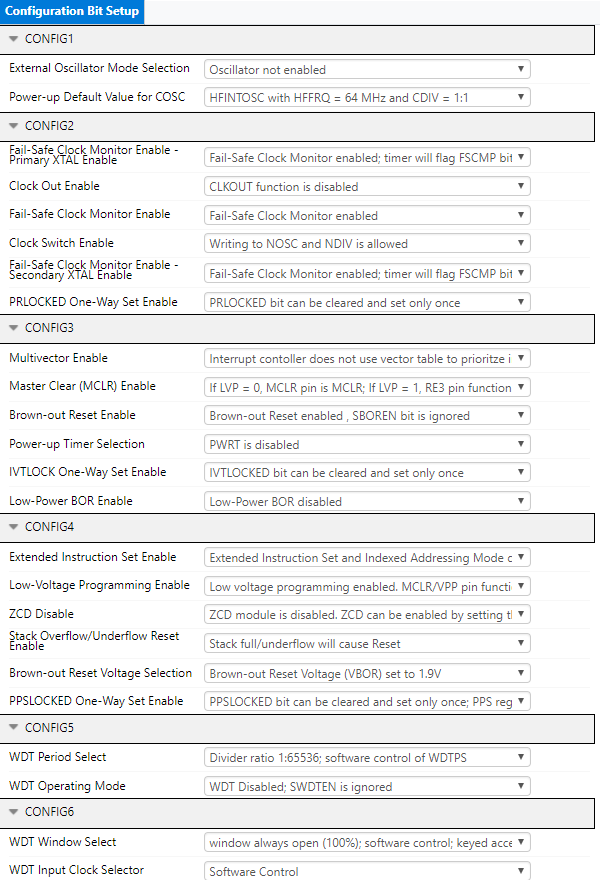 Configuration Bit Setup
CONFIG1
External Oscillator Mode Selection Oscillator not enabled
Power-up Default Value for COSC HFINTOSC with HFFRQ = 64 MHz and CDIV = 1:1
CONFIG2
Fail-Safe Clock Monitor Enable -
Primary XTAL Enable Fail-Safe Clock Monitor enabled; timer will flag FSCMP bit
Clock Out Enable CLKOUT function is disabled
Fail-Safe Clock Monitor Enable Fail-Safe Clock Monitor enabled
Clock Switch Enable Writing to NOSC and NDIV is allowed
Fail-Safe Clock Monitor Enable -
Secondary XTAL Enable Fail-Safe Clock Monitor enabled; timer will flag FSCMP bit
PRLOCKED One-Way Set Enable PRLOCKED bit can be cleared and set only once
CONFIG3
Multivector Enable Interrupt contoller does not use vector table to prioritze i
Master Clear (MCLR) Enable If LVP = 0, MCLR pin is MCLR; If LVP = 1, RE3 pin function
Brown-out Reset Enable Brown-out Reset enabled , SBOREN bit is ignored
Power-up Timer Selection PWRT is disabled
IVTLOCK One-Way Set Enable IVTLOCKED bit can be cleared and set only once
Low-Power BOR Enable Low-Power BOR disabled
CONFIG4
Extended Instruction Set Enable Extended Instruction Set and Indexed Addressing Mode
Low-Voltage Programming Enable Low voltage programming enabled. MCLR/VPP pin functi
ZCD Disable ZCD module is disabled. ZCD can be enabled by setting
Stack Overflow/Underflow Reset
Enable Stack full/underflow will cause Reset
Brown-out Reset Voltage Selection Brown-out Reset Voltage (VBOR) set to 1.9V
PPSLOCKED One-Way Set Enable PPSLOCKED bit can be cleared and set only once; PPS reg
CONFIG5
WDT Period Select Divider ratio 1:65536; software control of WDTPS
WDT Operating Mode WDT Disabled; SWDTEN is ignored
CONFIG6
WDT Window Select window always open (100%); software control; keyed acce
WDT Input Clock Selector Software Control